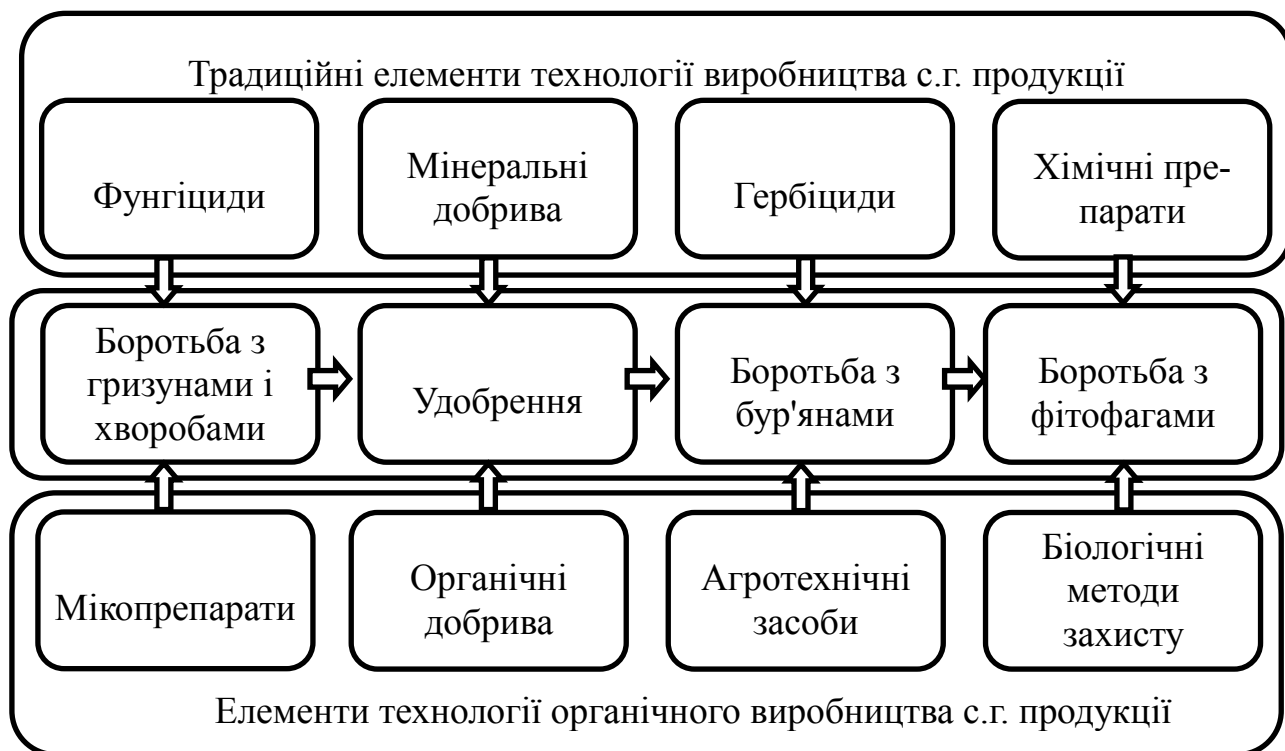 Традиційні елементи технології виробництва с.г. продукції
Фунгіциди
Мінеральні
добрива
Гербіциди
Хімічні пре-
парати
Боротьба з
гризунами і
хворобами
Удобрення
Боротьба з
бур'янами
Боротьба з
фітофагами
Мікопрепарати
Органічні
добрива
Агротехнічні
засоби
Біологічні
методи
захисту
Елементи технології органічного виробництва с.г. продукції